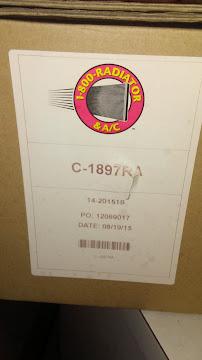 1-800-RADIATOR
& A/C
C-1897RA
14-201518
PO: 12069017
DATE: 08/19/15